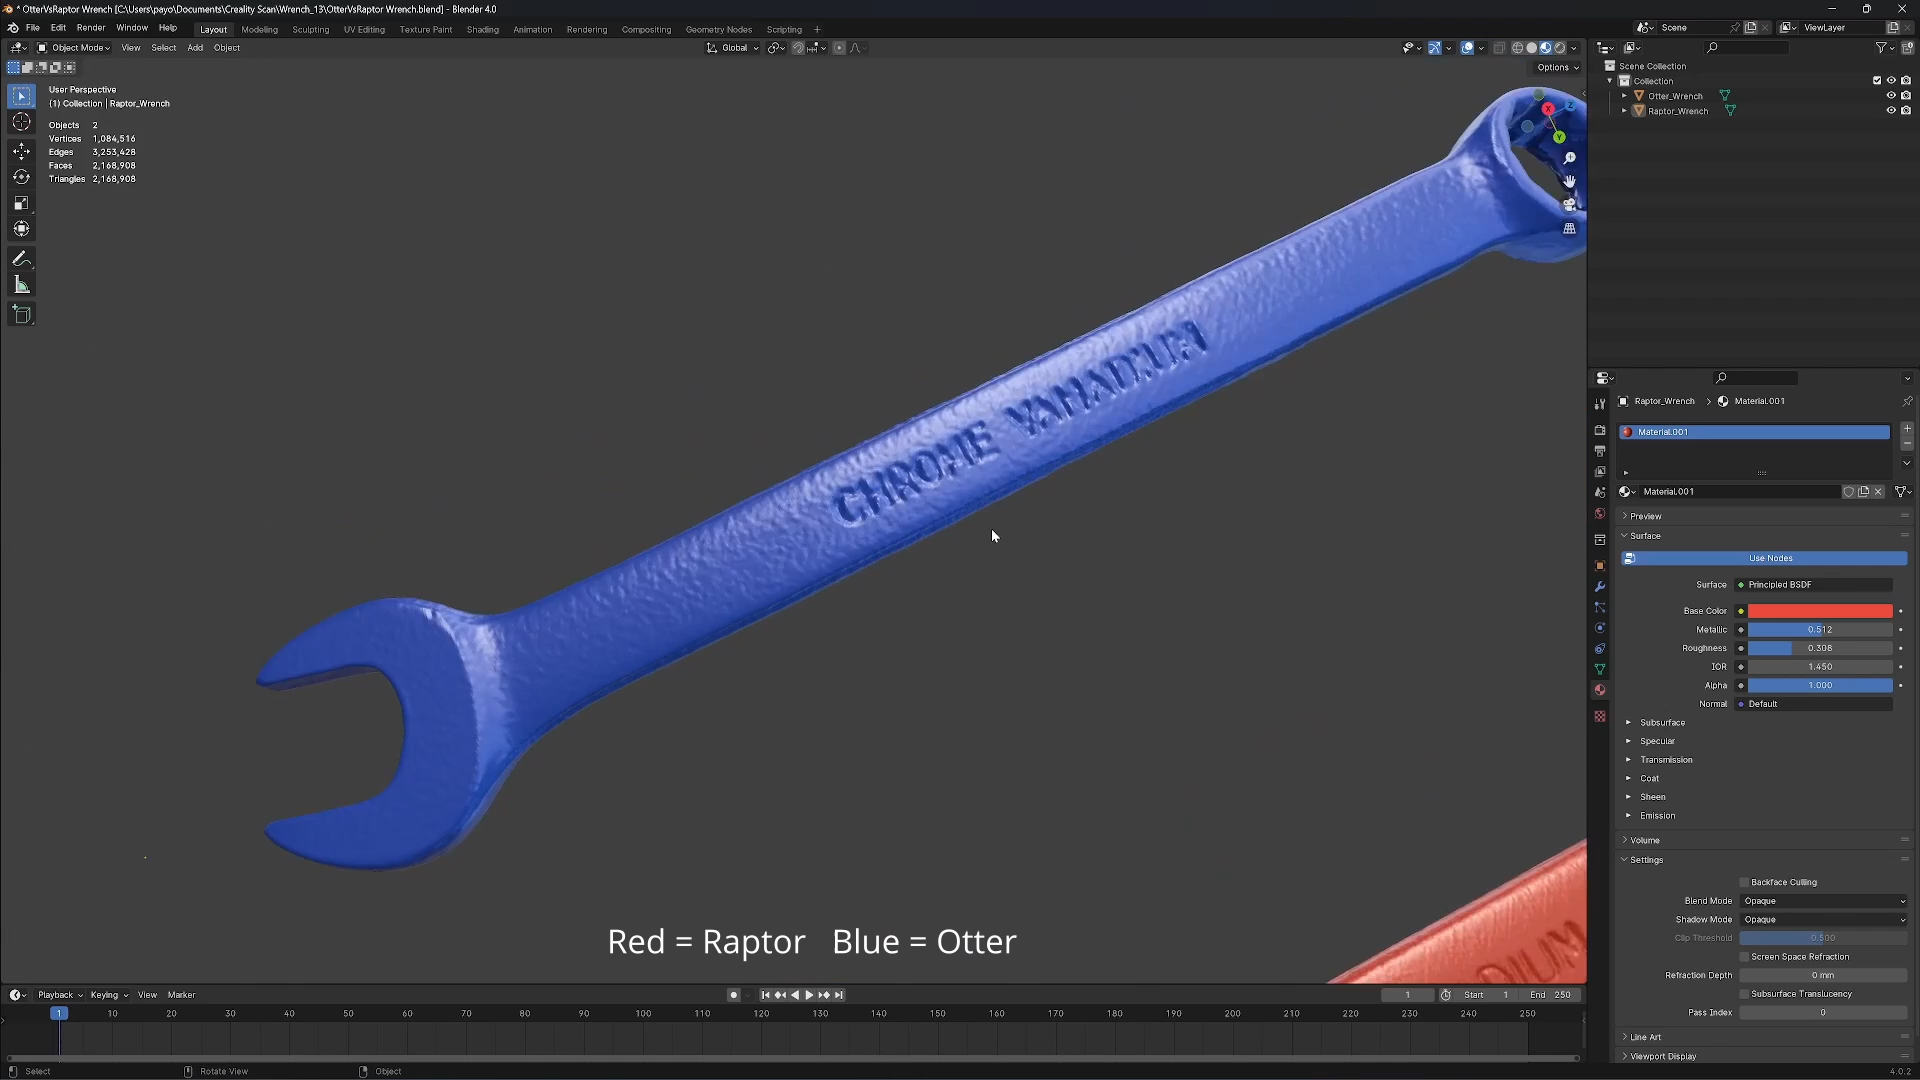 * OtterVsRaptor Wrench [C:\Users\payo\Documents\Creality Scan\Wrench_13\OtterVsRaptor Wrench.blend] - Blender 4.0
File Edit Render Window Help Layout Modeling Sculpting UV Editing Texture Paint Shading Animation Rendering Compositing Geometry Nodes Scripting + Scene ViewLayer
Object Mode View Select Add Object Global
Options
User Perspective
(1) Collection | Raptor_Wrench
Objects 2
Vertices 1,084,516
Edges 3,253,428
Faces 2,168,908
Triangles 2,168,908
X
Y
Z
CHROME VANADIUM
DIUM
Red = Raptor Blue = Otter
Scene Collection
Collection
Otter_Wrench
Raptor_Wrench
Raptor_Wrench > Material.001
Material.001
Material.001
Preview
Surface
Use Nodes
Surface Principled BSDF
Base Color
Metallic 0.512
Roughness 0.308
IOR 1.450
Alpha 1.000
Normal Default
Subsurface
Specular
Transmission
Coat
Sheen
Emission
Volume
Settings
Backface Culling
Blend Mode Opaque
Shadow Mode Opaque
Clip Threshold 0.500
Screen Space Refraction
Refraction Depth 0 mm
Subsurface Translucency
Pass Index 0
Line Art
Viewport Display
Playback Keying View Marker 1 Start 1 End 250
1 10 20 30 40 50 60 70 80 90 100 110 120 130 140 150 160 170 180 190 200 210 220 230 240 250
Select Rotate View Object 4.0.2